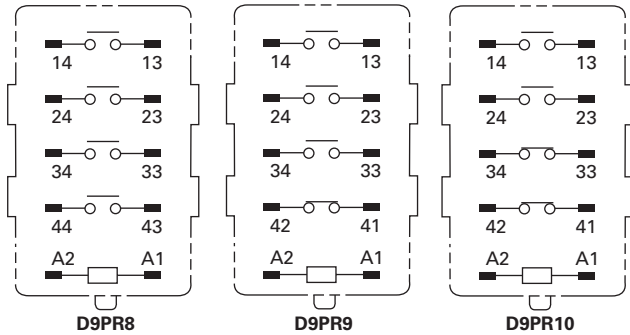 14 13 14 13 14 13
24 23 24 23 24 23
34 33 34 33 34 33
44 43 42 41 42 41
A2 A1 A2 A1 A2 A1
D9PR8 D9PR9 D9PR10